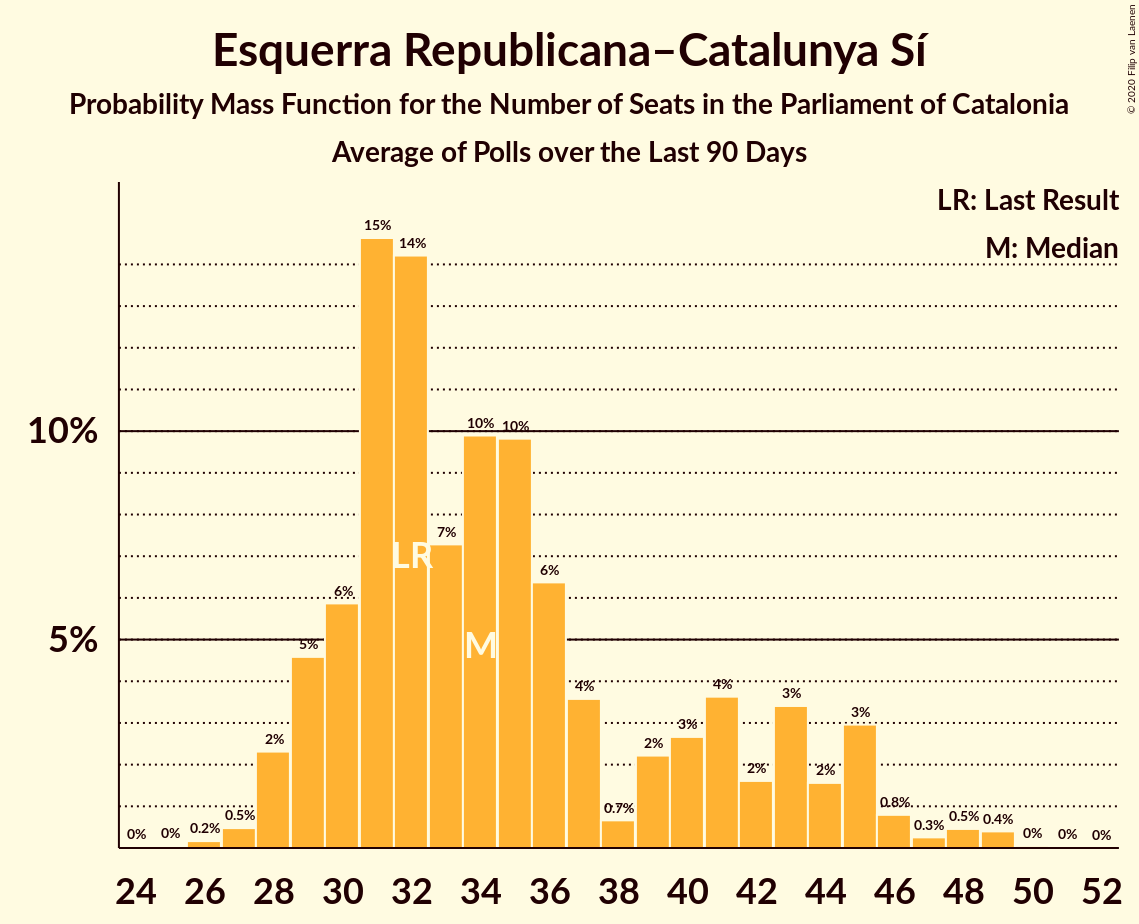 Esquerra Republicana–Catalunya Sí
Probability Mass Function for the Number of Seats in the Parliament of Catalonia
Average of Polls over the Last 90 Days
© 2020 Filip van Laenen
LR: Last Result
M: Median
10%
5%
0% 0% 0.2% 0.5% 2% 5% 6% 15% 14% 7% 10% 10% 6% 4% 0.7% 2% 3% 4% 2% 3% 2% 3% 0.8% 0.3% 0.5% 0.4% 0% 0% 0%
LR
M
24 26 28 30 32 34 36 38 40 42 44 46 48 50 52